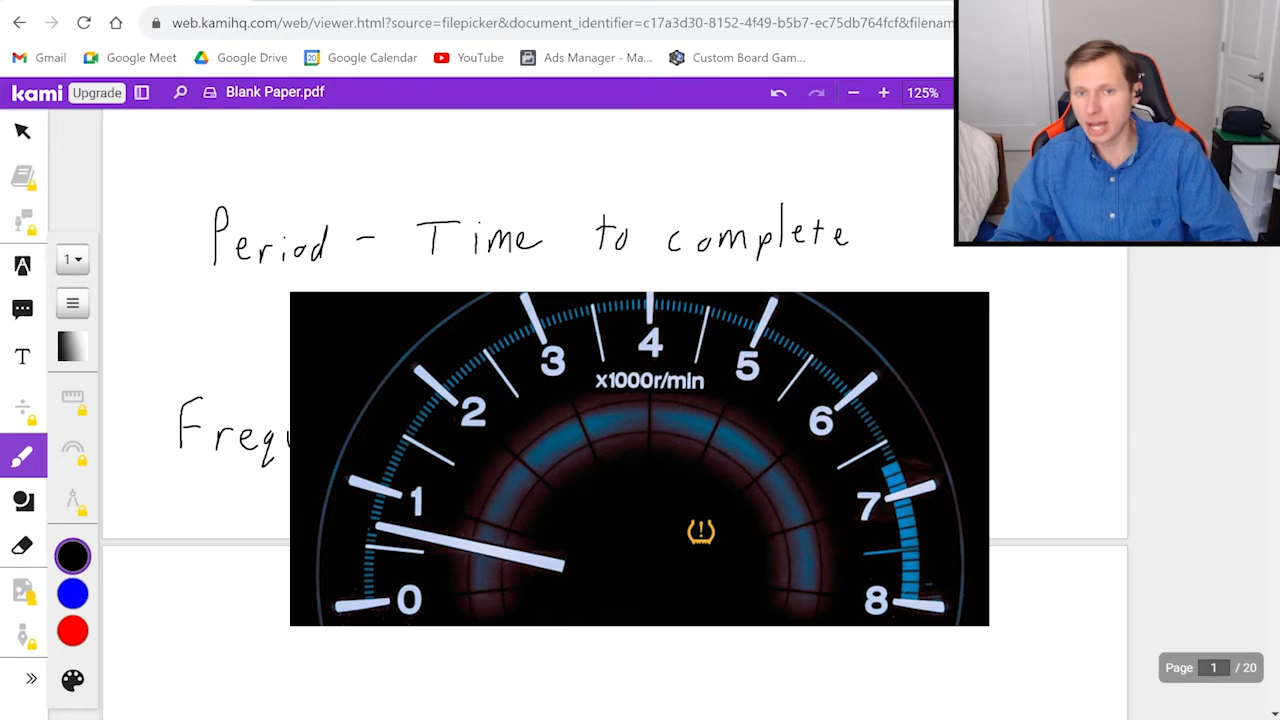 web.kamihq.com/web/viewer.html?source=filepicker&document_identifier=c17a3d30-8152-4f49-b5b7-ec75db764fcf&filenam
Gmail Google Meet Google Drive 20 Google Calendar YouTube Ads Manager - Ma... Custom Board Gam...
kami Upgrade Blank Paper.pdf 125%
Period - Time to complete
1
3 4 5
x1000r/min
2 6
Frequ
1 7
0 8
A
T
Page 1 / 20